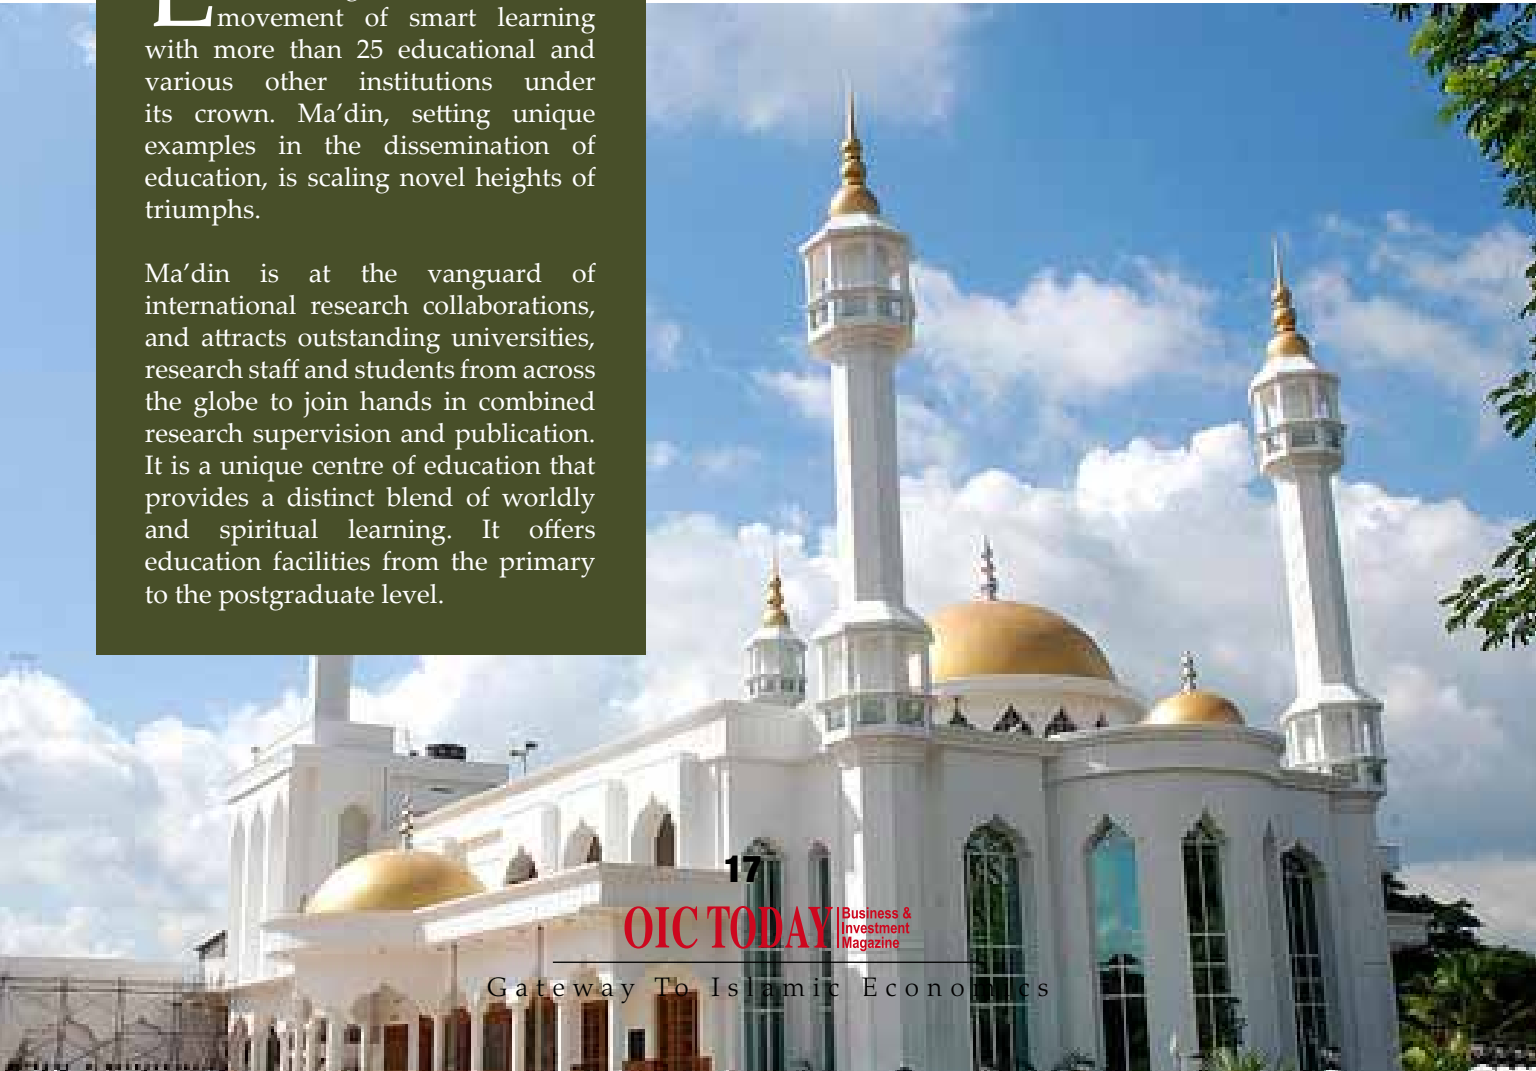 movement of smart learning
with more than 25 educational and
various other institutions under
its crown. Ma’din, setting unique
examples in the dissemination of
education, is scaling novel heights of
triumphs.
Ma’din is at the vanguard of
international research collaborations,
and attracts outstanding universities,
research staff and students from across
the globe to join hands in combined
research supervision and publication.
It is a unique centre of education that
provides a distinct blend of worldly
and spiritual learning. It offers
education facilities from the primary
to the postgraduate level.
17
OIC TODAY
Business &
Investment
Magazine
Gateway To Islamic Economics